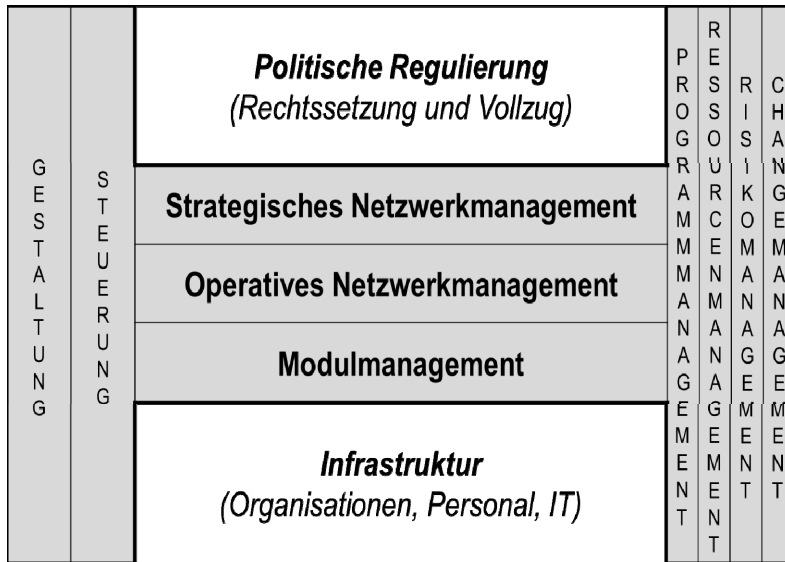 GESTALTUNG
STEUERUNG
Politische Regulierung
(Rechtssetzung und Vollzug)
Strategisches Netzwerkmanagement
Operatives Netzwerkmanagement
Modulmanagement
Infrastruktur
(Organisationen, Personal, IT)
PROGRAMMMANAGEMENT
RESSOURCENMANAGEMENT
RISIKOMANAGEMENT
CHANGEMANAGEMENT